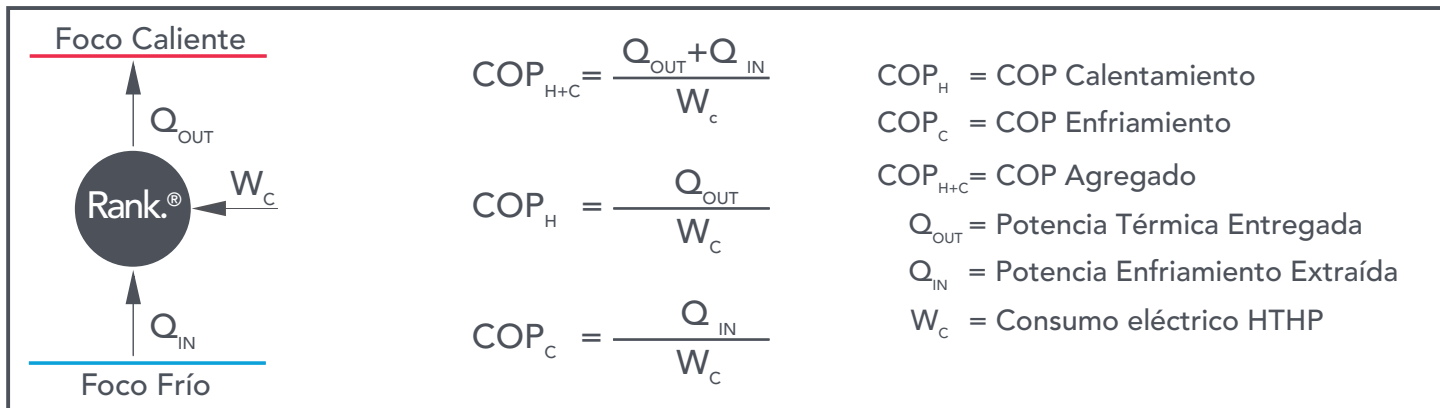 Foco Caliente
Q_OUT
Rank.®
W_C
Q_IN
Foco Frío
COP_H+C = Q_OUT+Q_IN / W_c
COP_H = Q_OUT / W_C
COP_C = Q_IN / W_C
COP_H = COP Calentamiento
COP_C = COP Enfriamiento
COP_H+C = COP Agregado
Q_OUT = Potencia Térmica Entregada
Q_IN = Potencia Enfriamiento Extraída
W_C = Consumo eléctrico HTHP